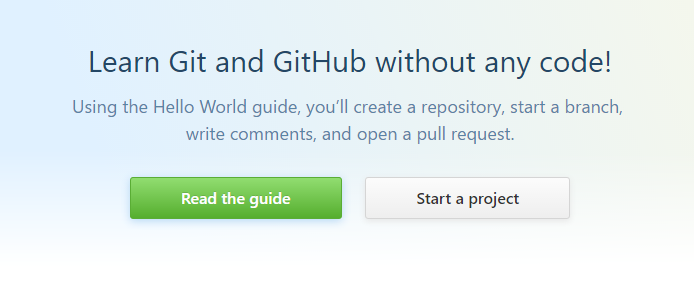 Learn Git and GitHub without any code!
Using the Hello World guide, you’ll create a repository, start a branch,
write comments, and open a pull request.
Read the guide
Start a project